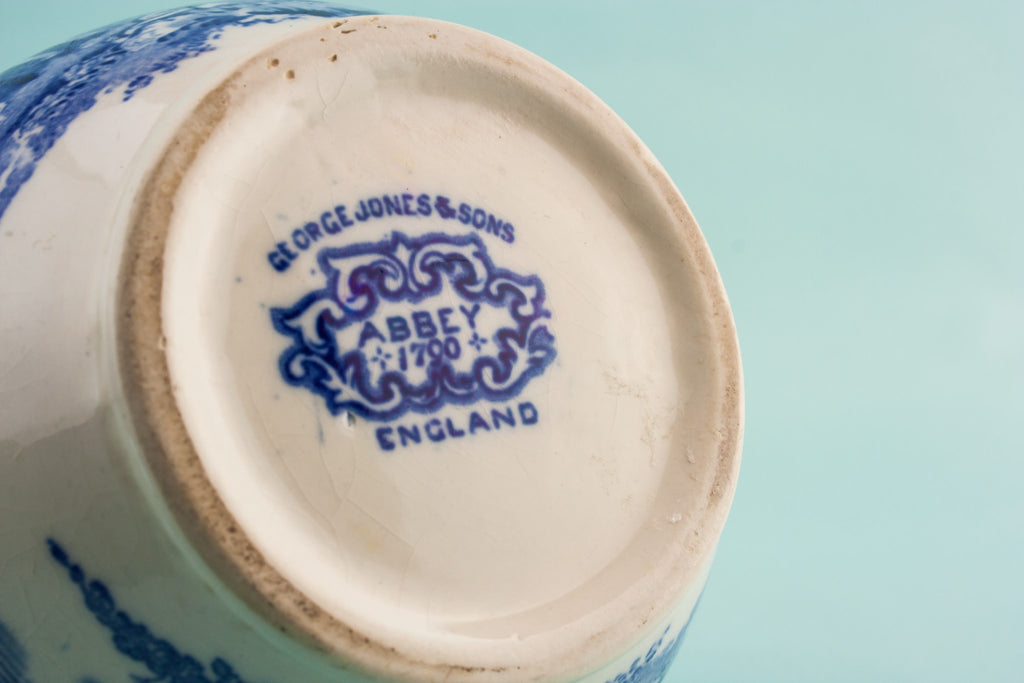 GEORGE JONES & SONS
ABBEY
1790
ENGLAND